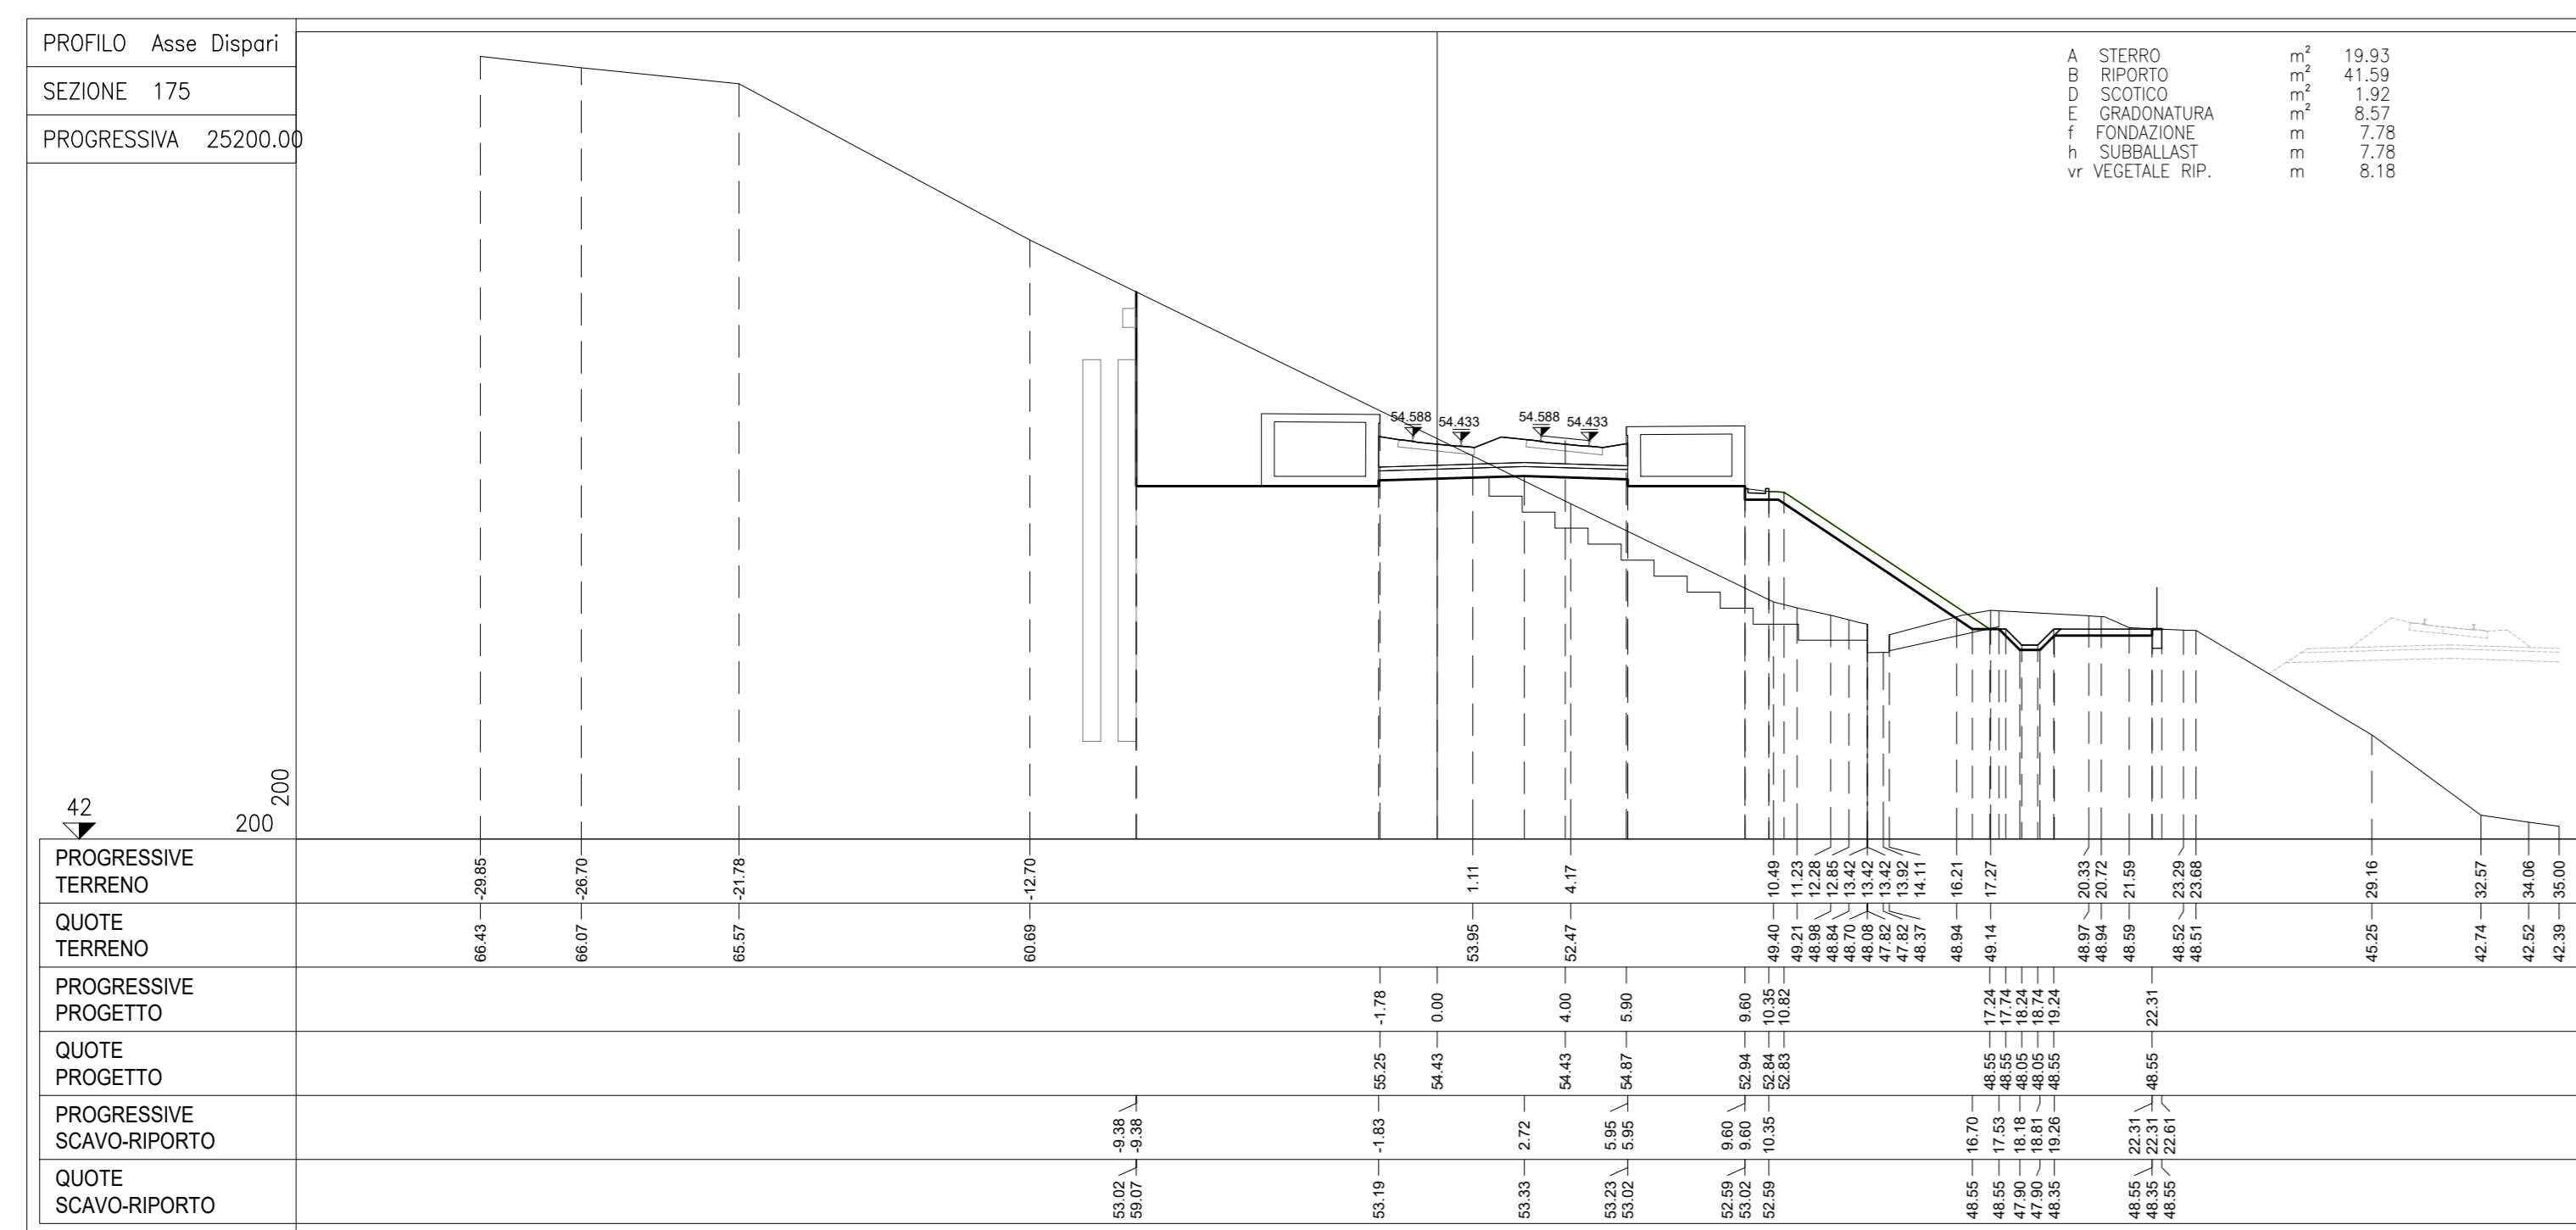 PROFILO Asse Dispari
SEZIONE 175
PROGRESSIVA 25200.00
A STERRO m² 19.93
B RIPORTO m² 41.59
D SCOTICO m² 1.92
E GRADONATURA m² 8.57
f FONDAZIONE m 7.78
h SUBBALLAST m 7.78
vr VEGETALE RIP. m 8.18
54.588 54.433 54.588 54.433
200
42
200
PROGRESSIVE
TERRENO
-29.85 -26.70 -21.78 -12.70 1.11 4.17 10.49 11.23 12.28 12.85 13.42 13.42 13.42 13.92 14.11 16.21 17.27 20.33 20.72 21.59 23.29 23.68 29.16 32.57 34.06 35.00
QUOTE
TERRENO
66.43 66.07 65.57 60.69 53.95 52.47 49.40 49.21 48.98 48.84 48.70 48.08 47.82 47.82 48.37 48.94 49.14 48.97 48.94 48.59 48.52 48.51 45.25 42.74 42.52 42.39
PROGRESSIVE
PROGETTO
-1.78 0.00 4.00 5.90 9.60 10.35 10.82 17.24 17.74 18.24 18.74 19.24 22.31
QUOTE
PROGETTO
55.25 54.43 54.43 54.87 52.94 52.84 52.83 48.55 48.55 48.05 48.05 48.55 48.55
PROGRESSIVE
SCAVO-RIPORTO
-9.38 -9.38 -1.83 2.72 5.95 5.95 9.60 9.60 10.35 16.70 17.53 18.18 18.81 19.26 22.31 22.31 22.61
QUOTE
SCAVO-RIPORTO
53.02 59.07 53.19 53.33 53.23 53.02 52.59 53.02 52.59 48.55 48.55 47.90 47.90 48.35 48.55 48.35 48.55